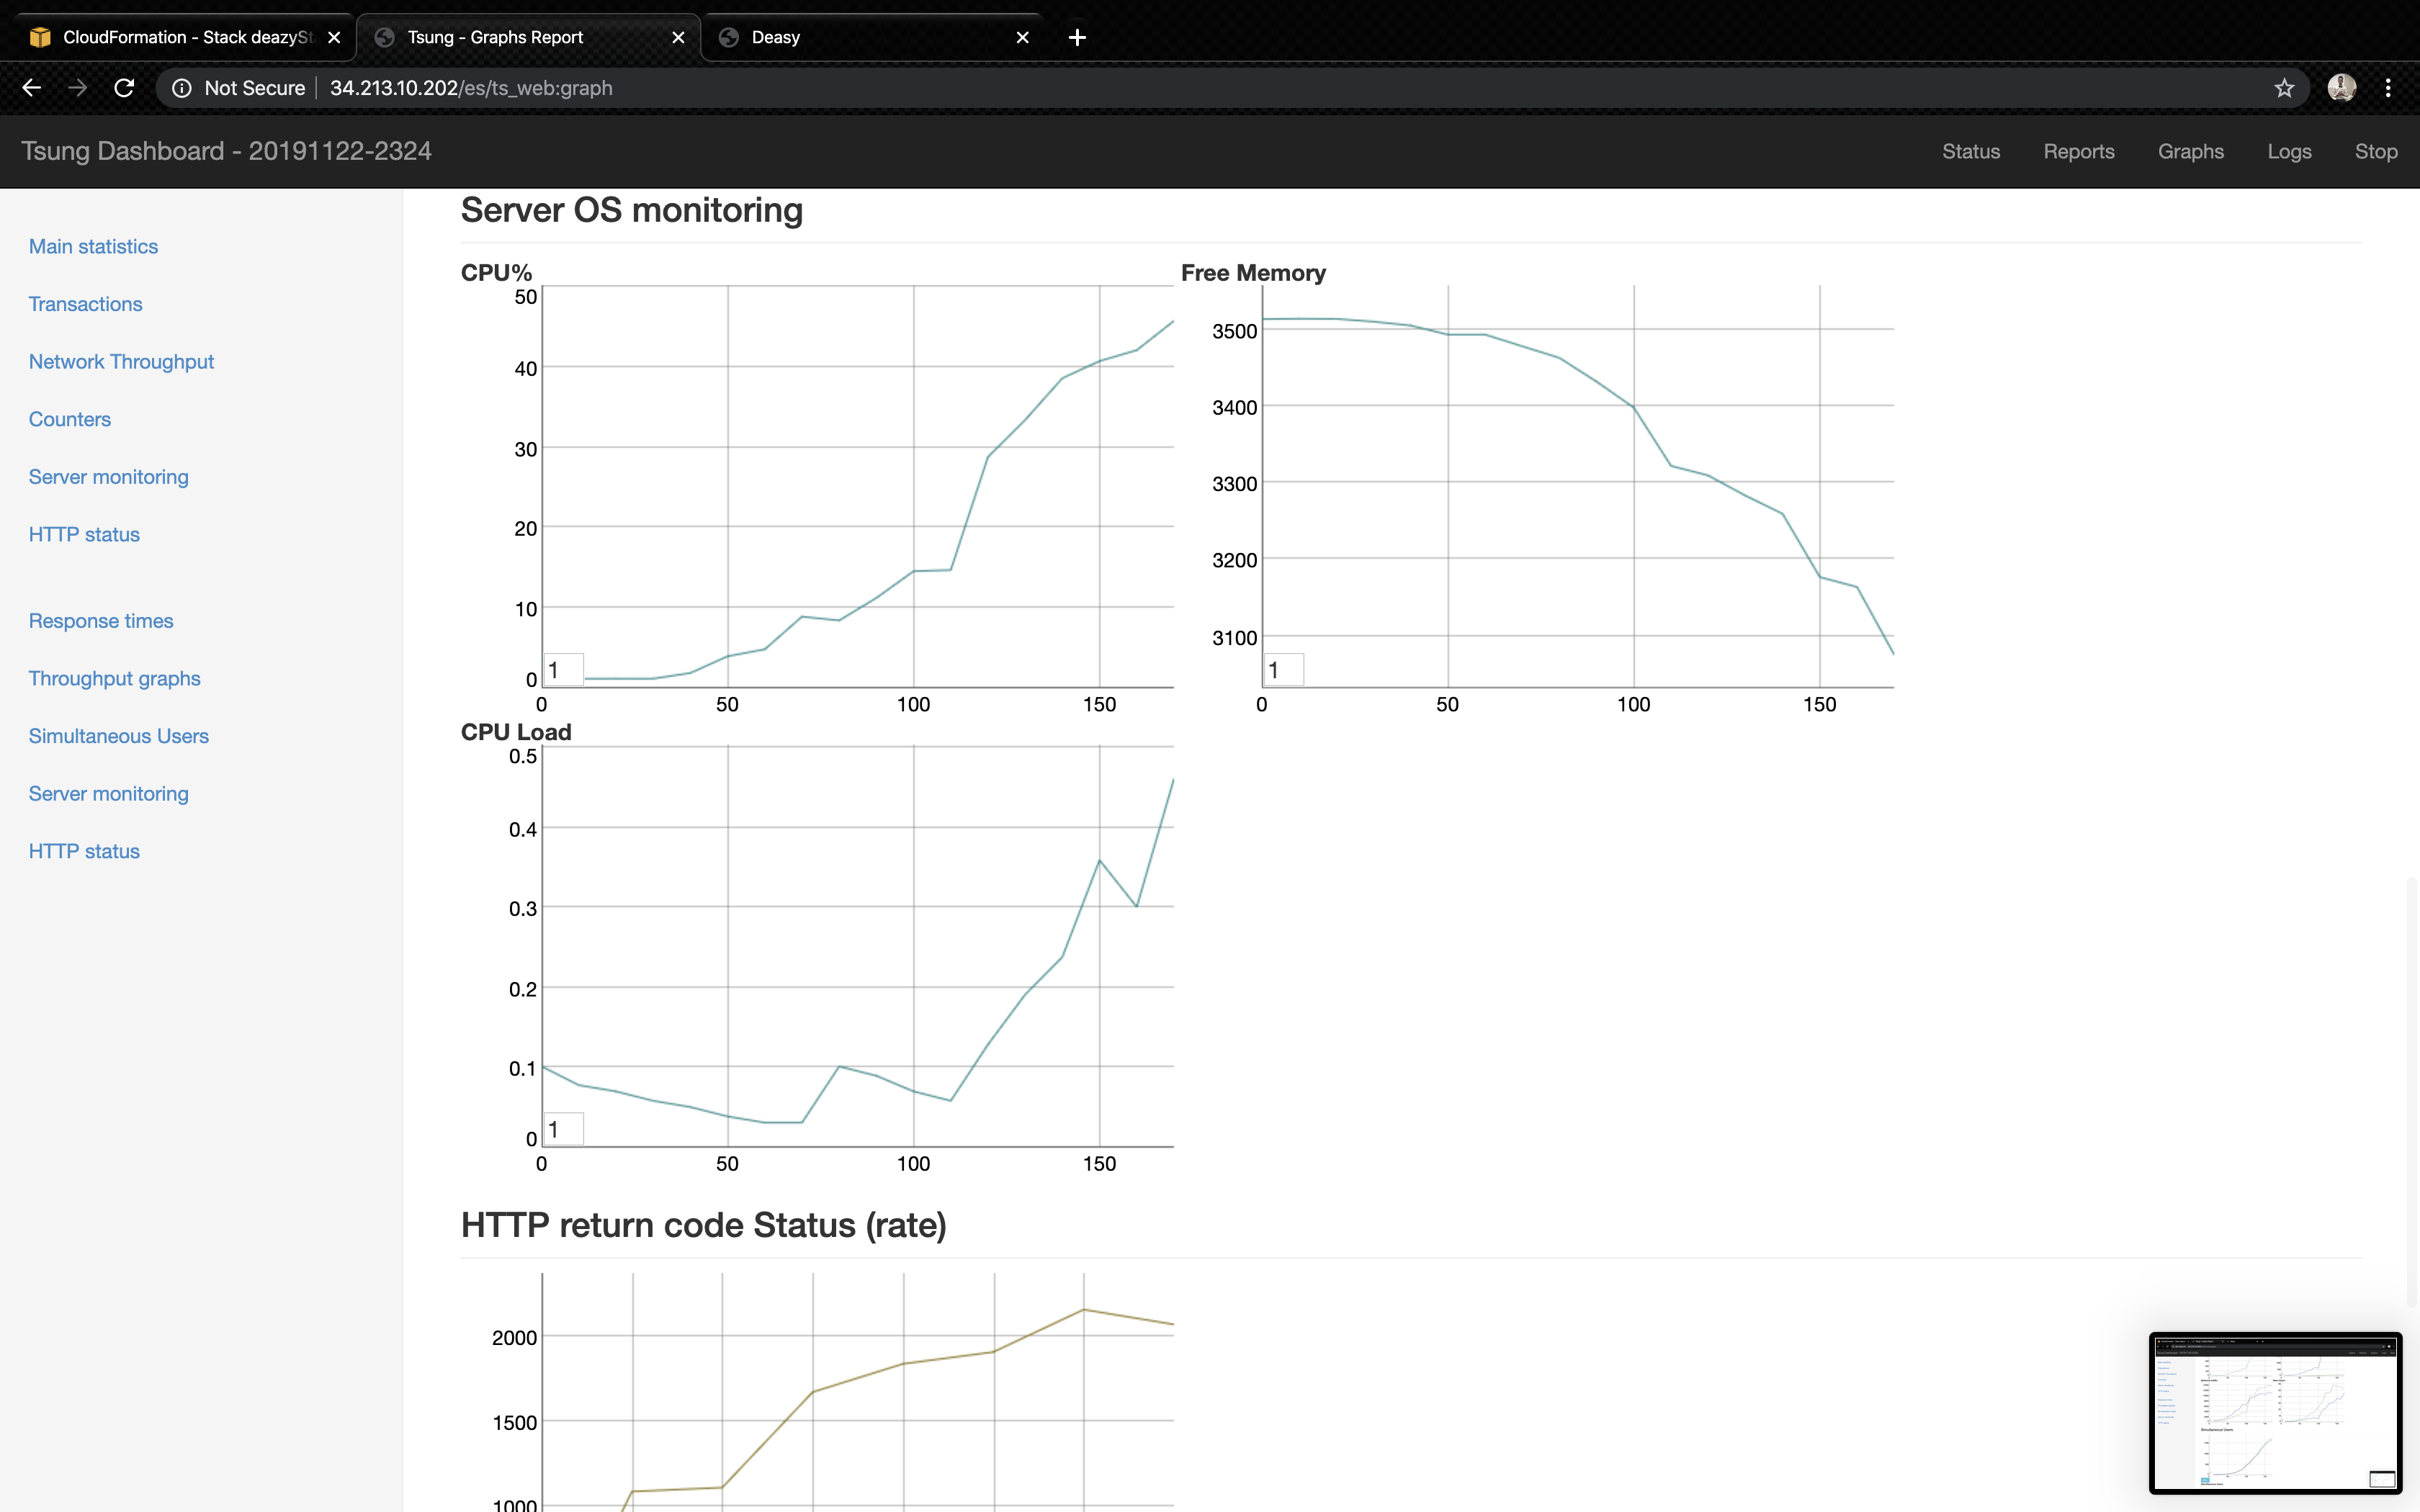 CloudFormation - Stack deazySt
Tsung - Graphs Report
Deasy
Not Secure
34.213.10.202/es/ts_web:graph
Tsung Dashboard - 20191122-2324
Status
Reports
Graphs
Logs
Stop
Main statistics
Transactions
Network Throughput
Counters
Server monitoring
HTTP status
Response times
Throughput graphs
Simultaneous Users
Server monitoring
HTTP status
Server OS monitoring
CPU%
50
40
30
20
10
0
1
0 50 100 150
Free Memory
3500
3400
3300
3200
3100
1
0 50 100 150
CPU Load
0.5
0.4
0.3
0.2
0.1
0
1
0 50 100 150
HTTP return code Status (rate)
2000
1500
1000